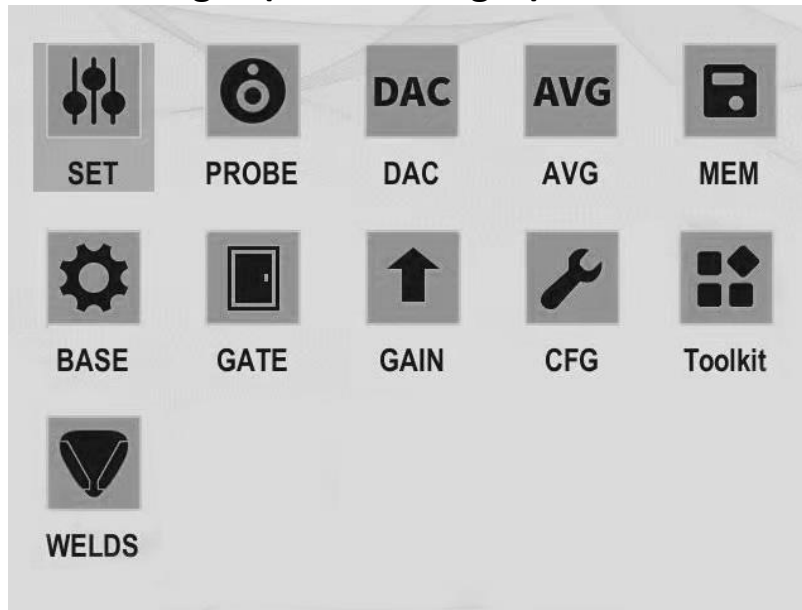 DAC AVG
SET PROBE DAC AVG MEM
BASE GATE GAIN CFG Toolkit
WELDS